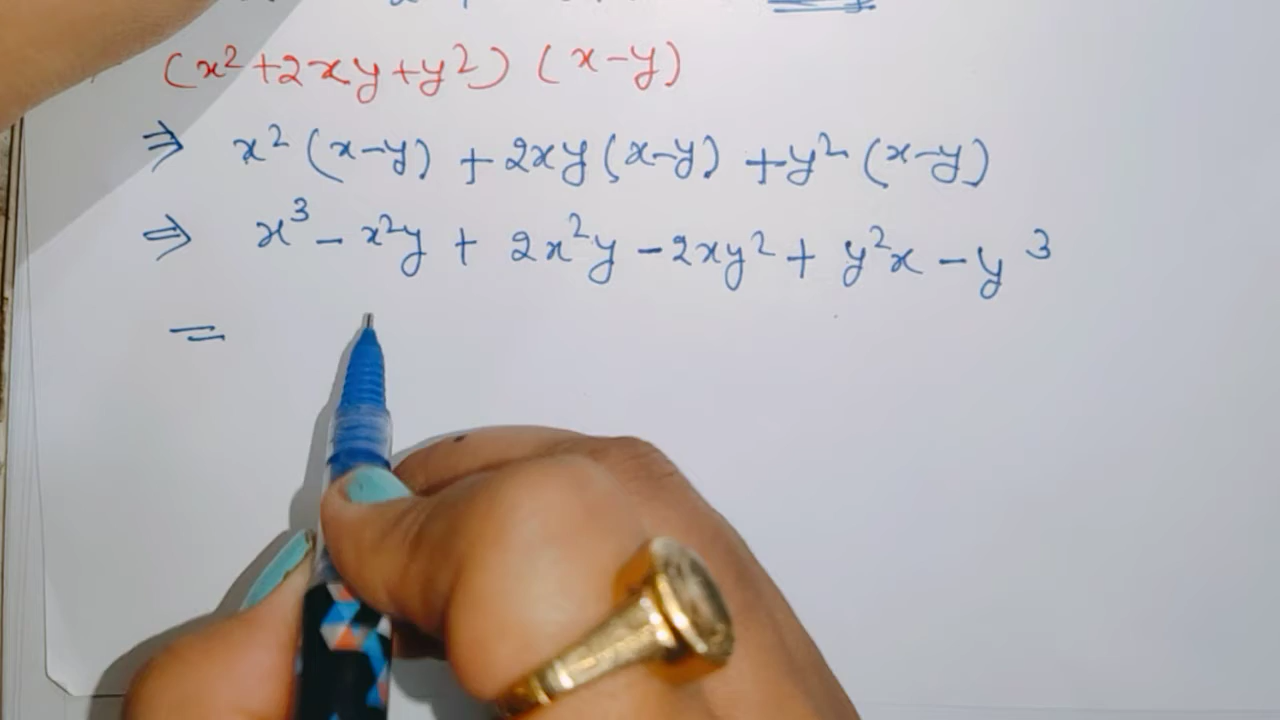 (x²+2xy+y²) (x-y)
⇒ x²(x-y) + 2xy(x-y) + y²(x-y)
⇒ x³ - x²y + 2x²y - 2xy² + y²x - y³
=